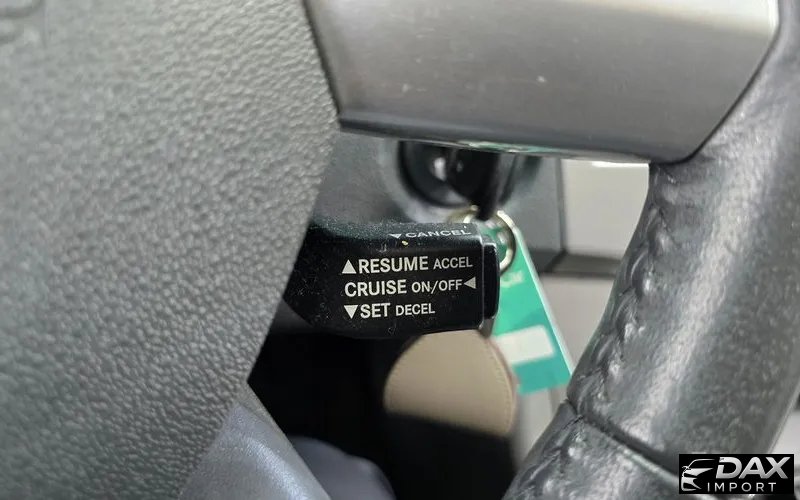 ▼CANCEL
▲RESUME ACCEL
CRUISE ON/OFF◄
▼SET DECEL
DAX
IMPORT